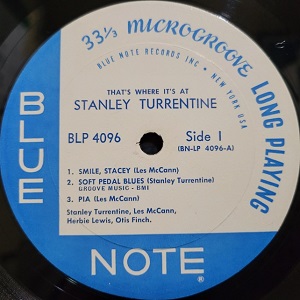 33⅓ MICROGROOVE LONG PLAYING
BLUE NOTE RECORDS INC • NEW YORK USA
THAT'S WHERE IT'S AT
STANLEY TURRENTINE
BLP 4096
Side 1
(BN-LP 4096-A)
1. SMILE, STACEY (Les McCann)
2. SOFT PEDAL BLUES (Stanley Turrentine)
GROOVE MUSIC - BMI
3. PIA (Les McCann)
Stanley Turrentine, Les McCann,
Herbie Lewis, Otis Finch.
BLUE
NOTE
®